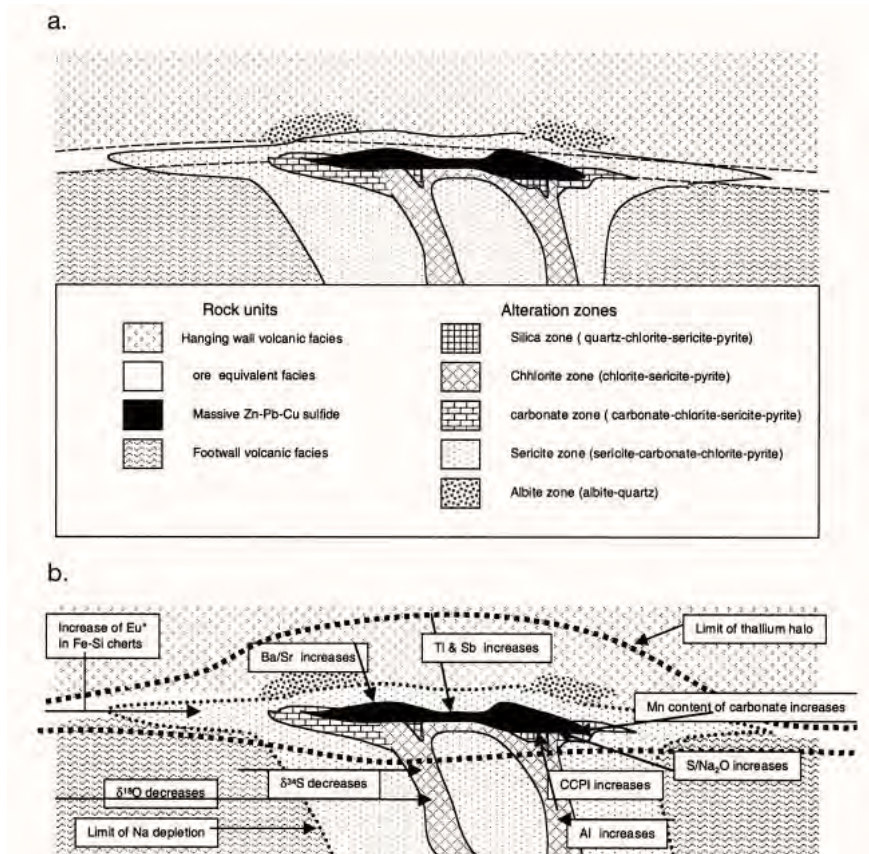 a.
Rock units
Hanging wall volcanic facies
ore equivalent facies
Massive Zn-Pb-Cu sulfide
Footwall volcanic facies
Alteration zones
Silica zone ( quartz-chlorite-sericite-pyrite)
Chhlorite zone (chlorite-sericite-pyrite)
carbonate zone ( carbonate-chlorite-sericite-pyrite)
Sericite zone (sericite-carbonate-chlorite-pyrite)
Albite zone (albite-quartz)
b.
Increase of Eu*
in Fe-Si cherts
Ba/Sr increases
Tl & Sb increases
Limit of thallium halo
Mn content of carbonate increases
S/Na₂O increases
δ³⁴S decreases
CCPI increases
δ¹⁸O decreases
Limit of Na depletion
AI increases